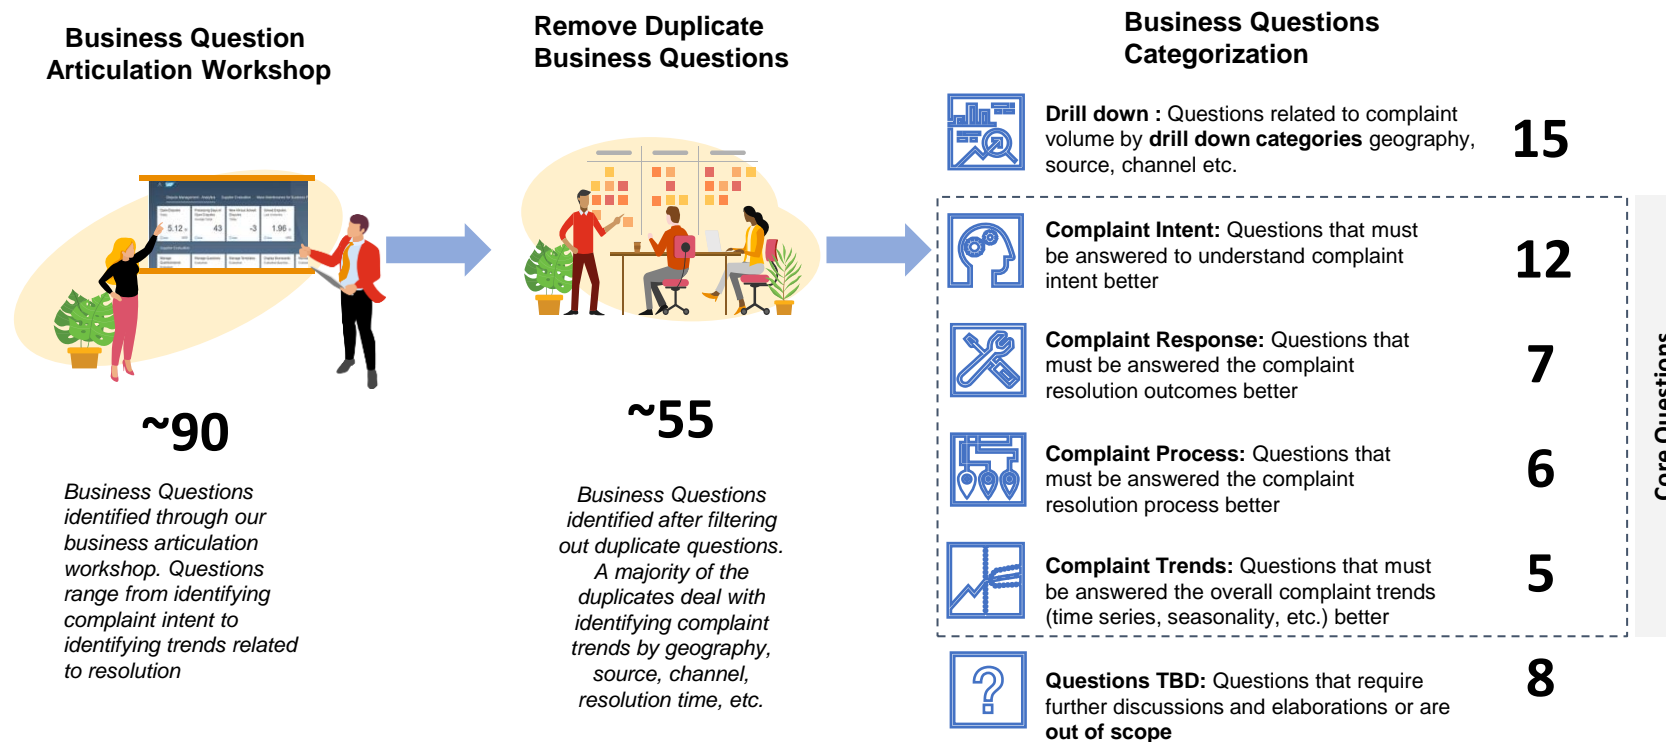 Business Question
Articulation Workshop
Remove Duplicate
Business Questions
Business Questions
Categorization
5.12
43
-3
1.96
~90
Business Questions
identified through our
business articulation
workshop. Questions
range from identifying
complaint intent to
identifying trends related
to resolution
~55
Business Questions
identified after filtering
out duplicate questions.
A majority of the
duplicates deal with
identifying complaint
trends by geography,
source, channel,
resolution time, etc.
Drill down : Questions related to complaint
volume by drill down categories geography,
source, channel etc.
15
Complaint Intent: Questions that must
be answered to understand complaint
intent better
12
Complaint Response: Questions that
must be answered the complaint
resolution outcomes better
7
Complaint Process: Questions that
must be answered the complaint
resolution process better
6
Complaint Trends: Questions that must
be answered the overall complaint trends
(time series, seasonality, etc.) better
5
Questions TBD: Questions that require
further discussions and elaborations or are
out of scope
8
Core Questions